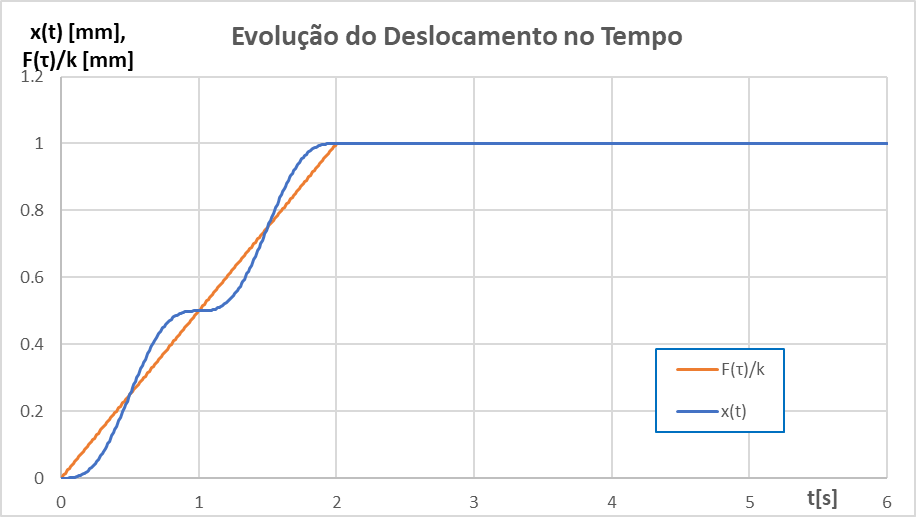 x(t) [mm],
F(τ)/k [mm]
Evolução do Deslocamento no Tempo
1.2
1
0.8
0.6
0.4
0.2
0
F(τ)/k
x(t)
0 1 2 3 4 5 6
t[s]